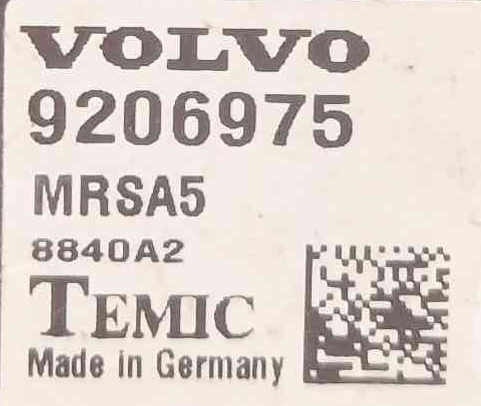 VOLVO
9206975
MRSA5
8840A2
TEMIC
Made in Germany